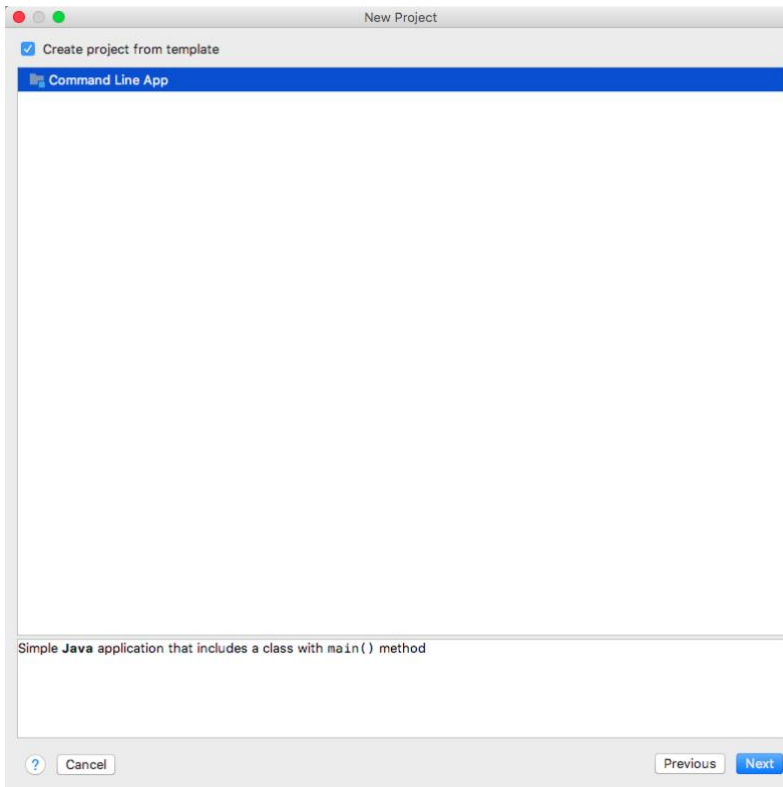 New Project
Create project from template
Command Line App
Simple Java application that includes a class with main() method
? Cancel Previous Next